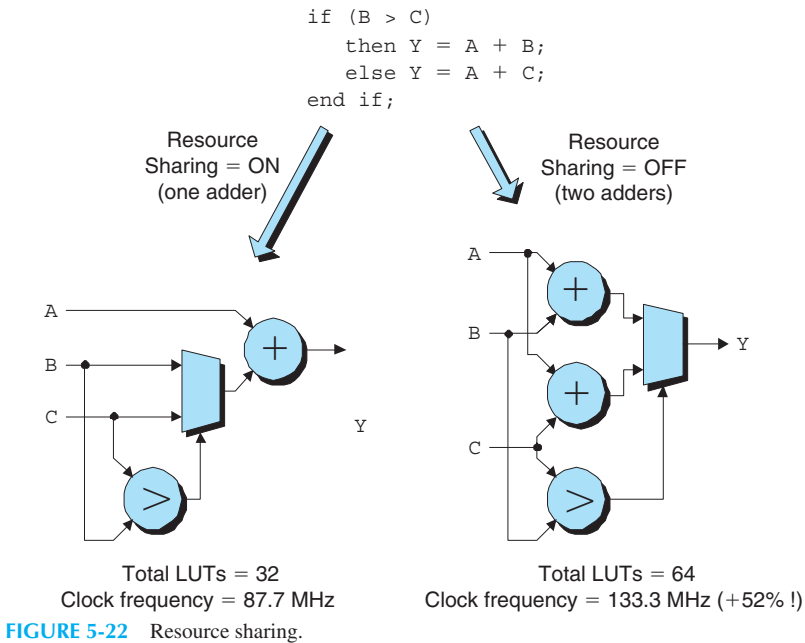 if (B > C)
then Y = A + B;
else Y = A + C;
end if;
Resource
Sharing = ON
(one adder)
Resource
Sharing = OFF
(two adders)
A
B
C
+
>
Y
A
B
C
+
+
>
Y
Total LUTs = 32
Clock frequency = 87.7 MHz
Total LUTs = 64
Clock frequency = 133.3 MHz (+52% !)
FIGURE 5-22 Resource sharing.